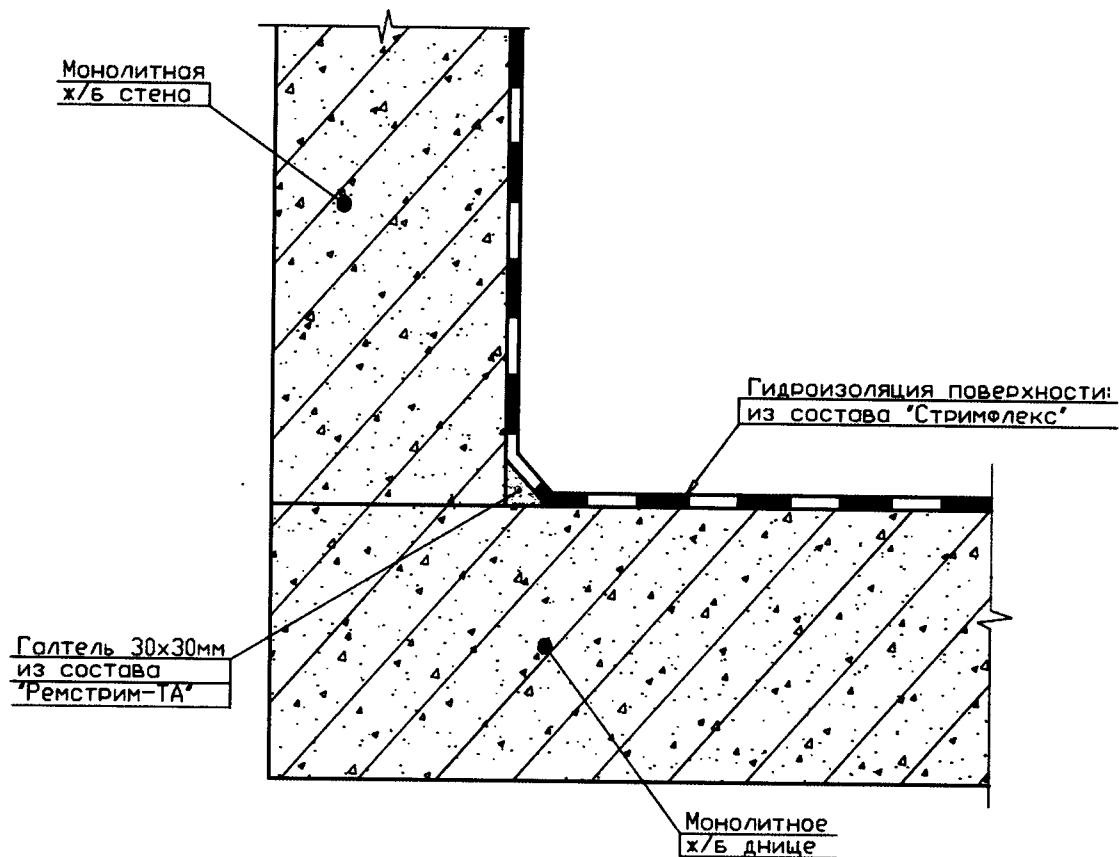 Монолитная
ж/б стена
Гидроизоляция поверхности:
из состава "Стримфлекс"
Галтель 30х30мм
из состава
"Ремстрим-ТА"
Монолитное
ж/б днище